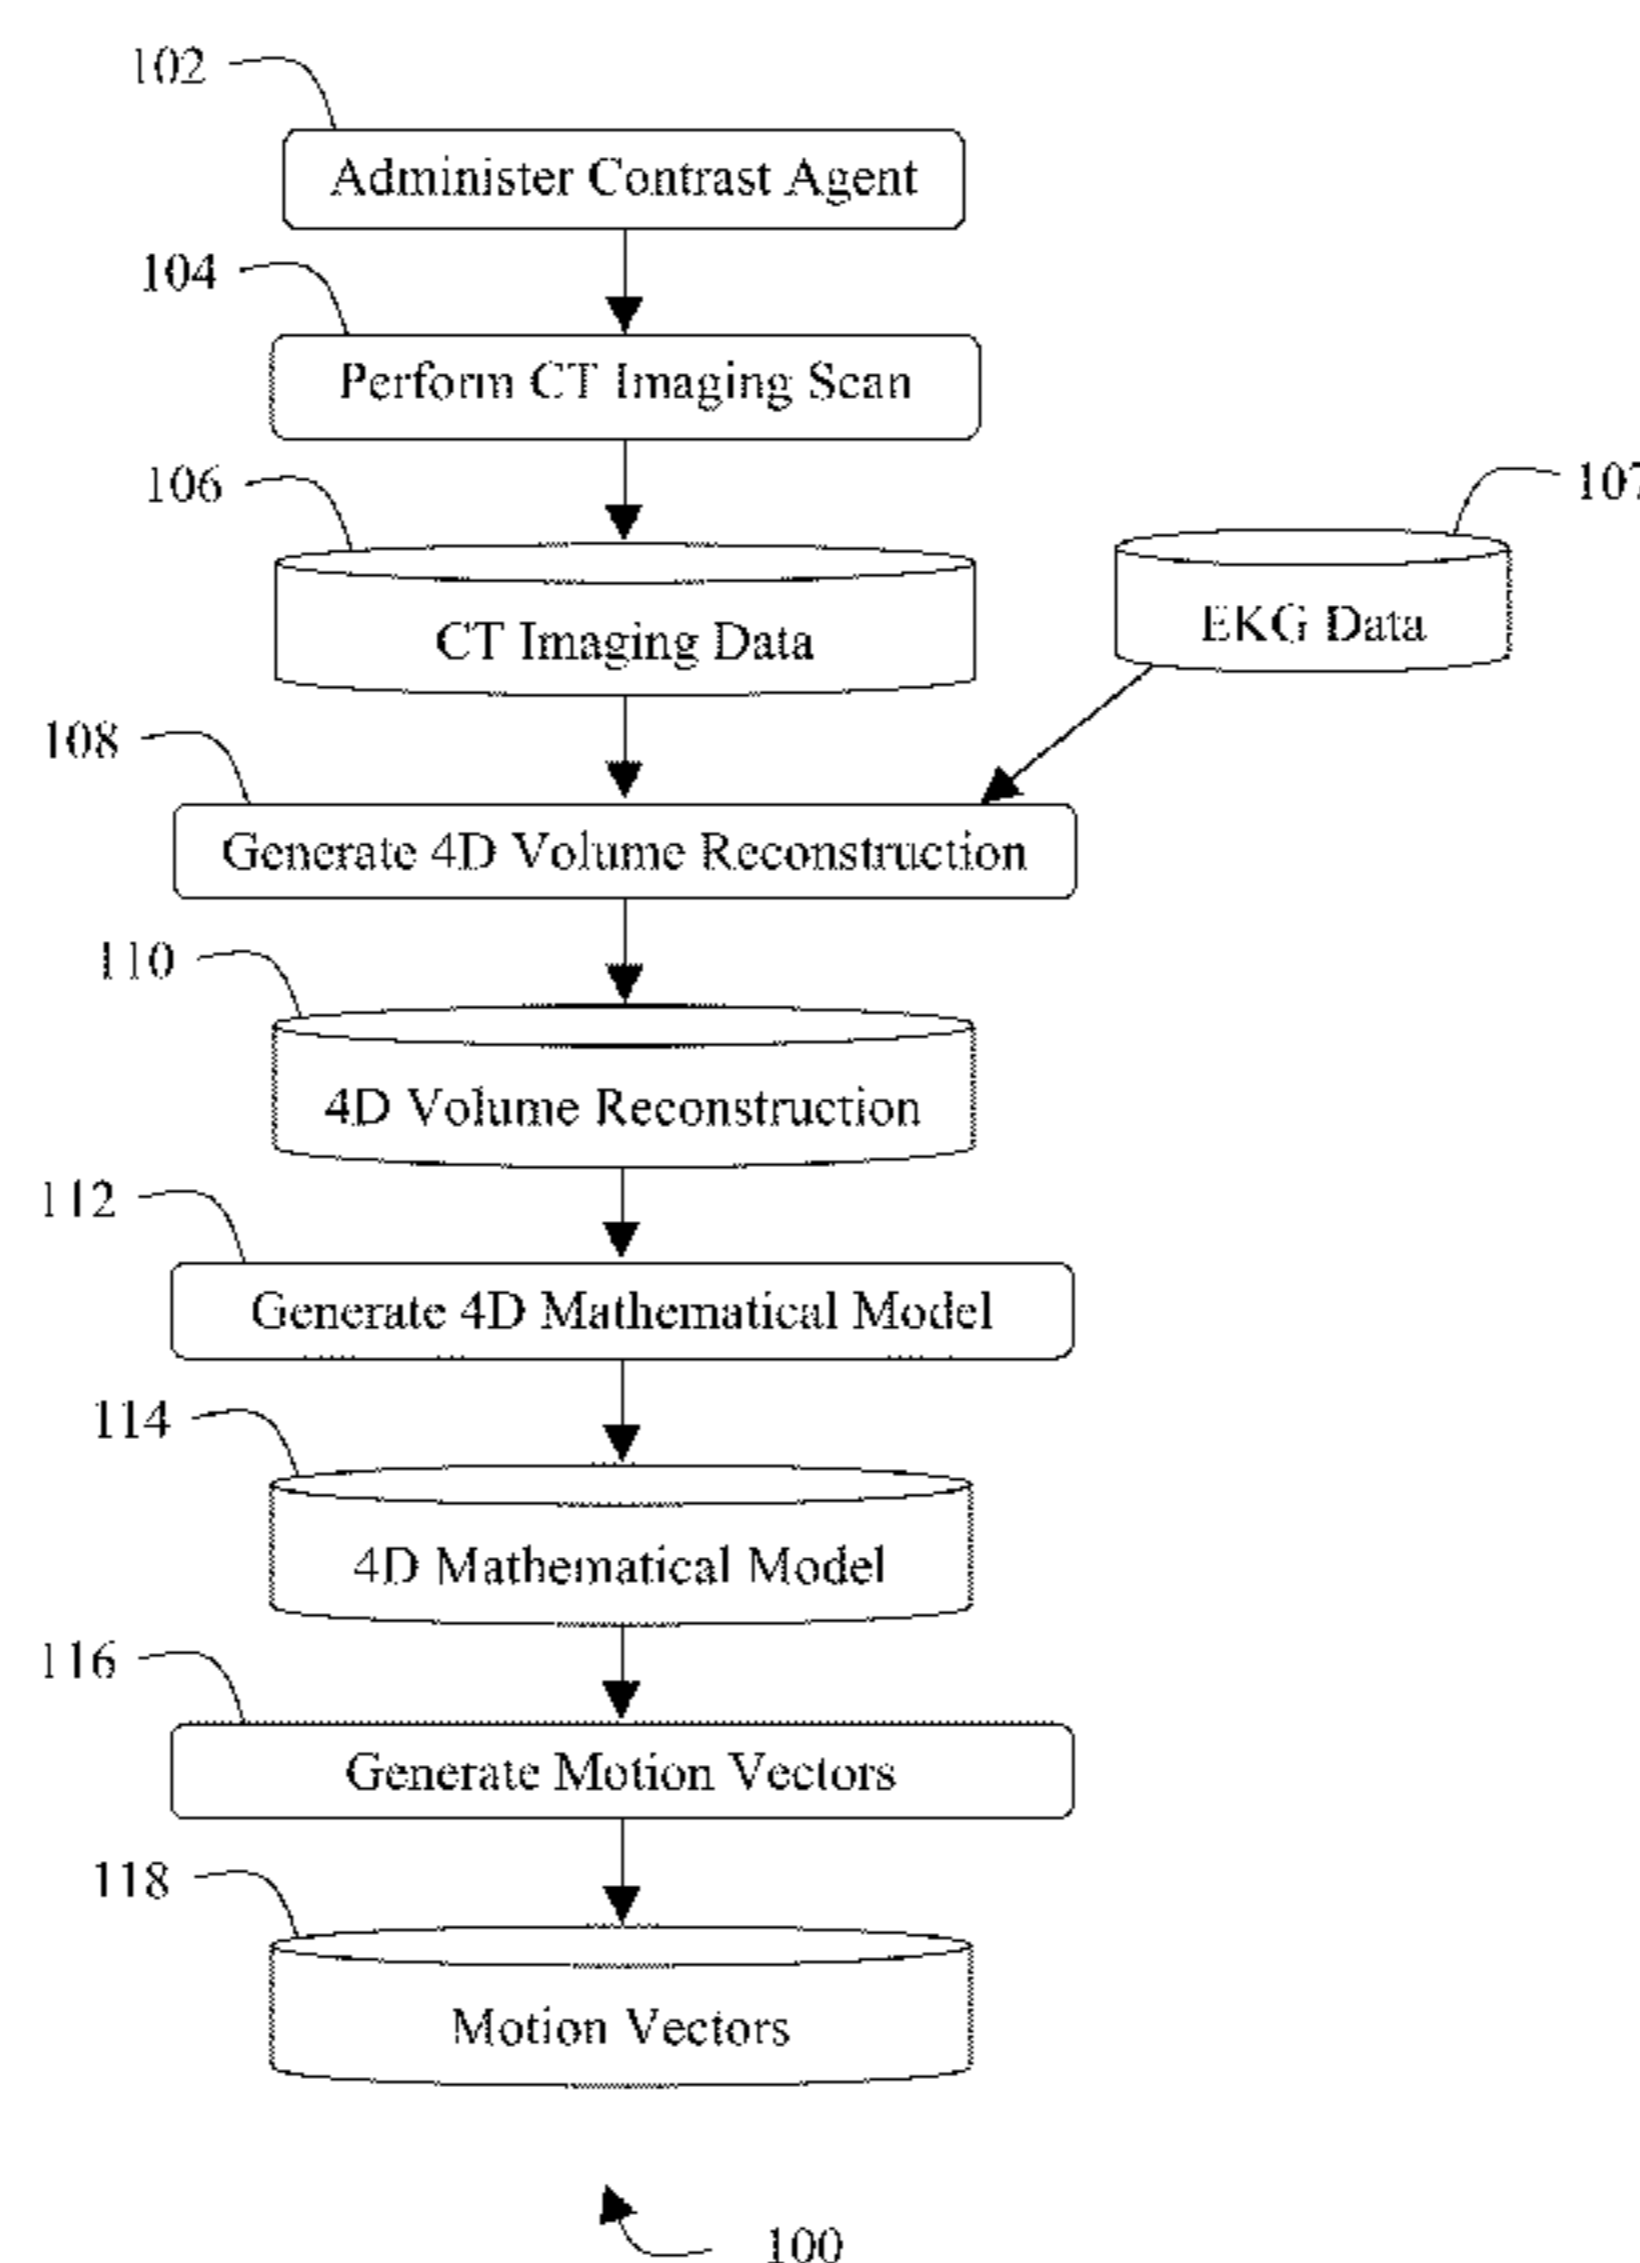 102
Administer Contrast Agent
104
Perform CT Imaging Scan
106
107
CT Imaging Data
EKG Data
108
Generate 4D Volume Reconstruction
110
4D Volume Reconstruction
112
Generate 4D Mathematical Model
114
4D Mathematical Model
116
Generate Motion Vectors
118
Motion Vectors
100